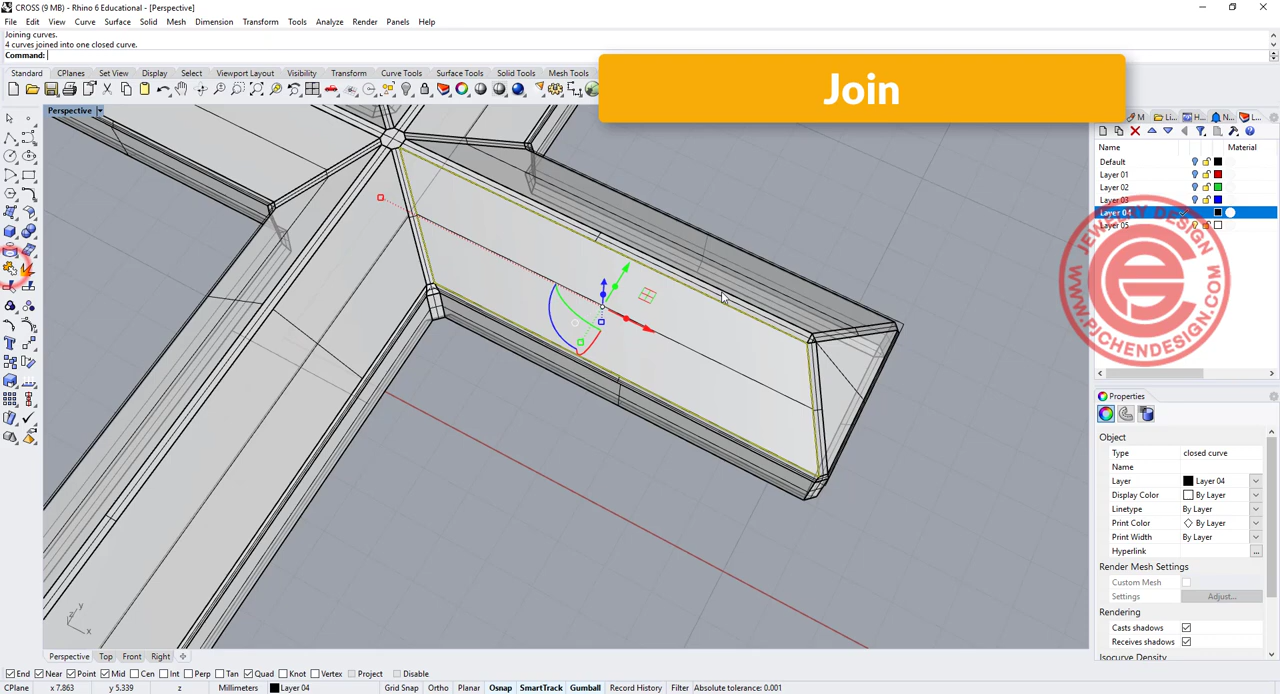 CROSS (9 MB) - Rhino 6 Educational - [Perspective]
File Edit View Curve Surface Solid Mesh Dimension Transform Tools Analyze Render Panels Help
Joining curves.
4 curves joined into one closed curve.
Command:
Standard CPlanes Set View Display Select Viewport Layout Visibility Transform Curve Tools Surface Tools Solid Tools Mesh Tools
Join
Perspective
M Li... H... N... L...
Name Material
Default
Layer 01
Layer 02
Layer 03
Layer 04
Layer 05
JEWELRY DESIGN
WWW.PICHENDESIGN.COM
Properties
Object
Type closed curve
Name
Layer Layer 04
Display Color By Layer
Linetype By Layer
Print Color By Layer
Print Width By Layer
Hyperlink ...
Render Mesh Settings
Custom Mesh
Settings Adjust...
Rendering
Casts shadows
Receives shadows
Isocurve Density
z y x
Perspective Top Front Right
End Near Point Mid Cen Int Perp Tan Quad Knot Vertex Project Disable
CPlane x 7.863 y 5.339 z Millimeters Layer 04 Grid Snap Ortho Planar Osnap SmartTrack Gumball Record History Filter Absolute tolerance: 0.001